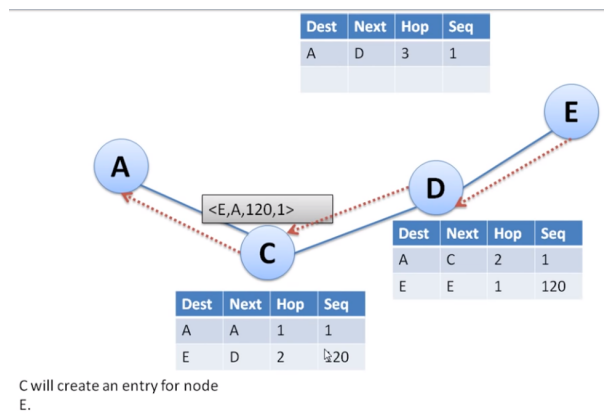 Dest Next Hop Seq
A D 3 1
E
A
D
<E,A,120,1>
C
Dest Next Hop Seq
A C 2 1
E E 1 120
Dest Next Hop Seq
A A 1 1
E D 2 120
C will create an entry for node
E.